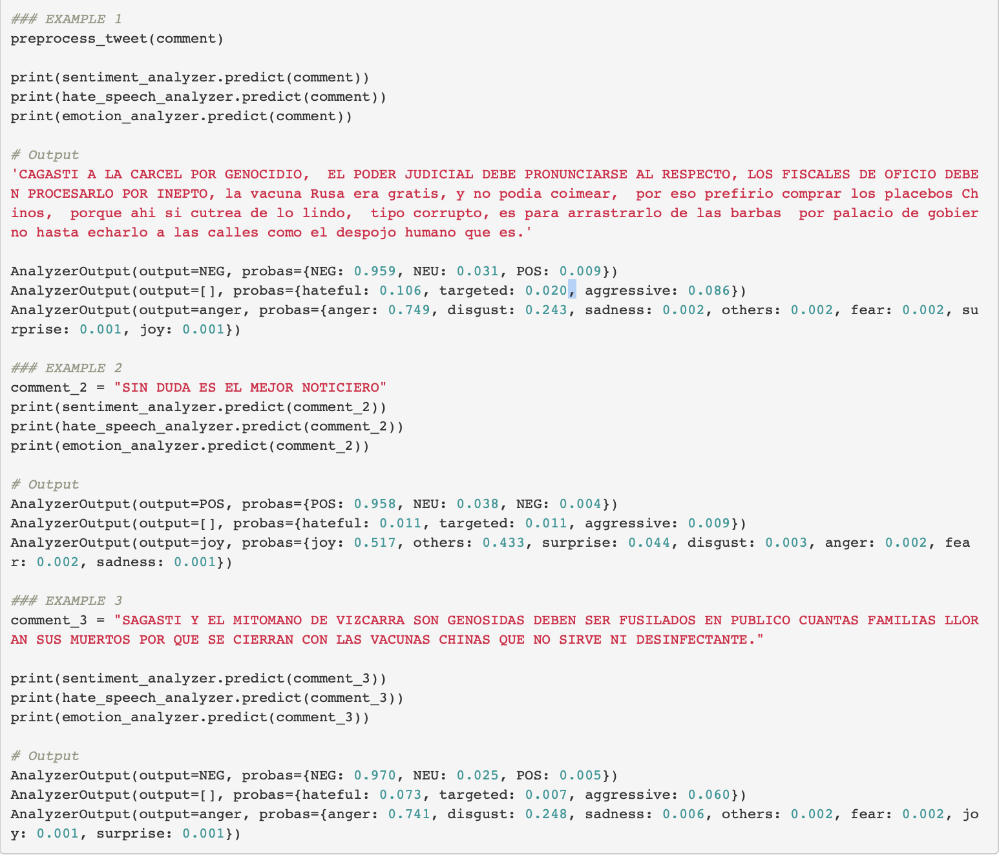 ### EXAMPLE 1
preprocess_tweet(comment)
print(sentiment_analyzer.predict(comment))
print(hate_speech_analyzer.predict(comment))
print(emotion_analyzer.predict(comment))
# Output
'CAGASTI A LA CARCEL POR GENOCIDIO,  EL PODER JUDICIAL DEBE PRONUNCIARSE AL RESPECTO, LOS FISCALES DE OFICIO DEBE
N PROCESARLO POR INEPTO, la vacuna Rusa era gratis, y no podia coimear,  por eso prefirio comprar los placebos Ch
inos,  porque ahi si cutrea de lo lindo,  tipo corrupto, es para arrastrarlo de las barbas  por palacio de gobier
no hasta echarlo a las calles como el despojo humano que es.'
AnalyzerOutput(output=NEG, probas={NEG: 0.959, NEU: 0.031, POS: 0.009})
AnalyzerOutput(output=[], probas={hateful: 0.106, targeted: 0.020, aggressive: 0.086})
AnalyzerOutput(output=anger, probas={anger: 0.749, disgust: 0.243, sadness: 0.002, others: 0.002, fear: 0.002, su
rprise: 0.001, joy: 0.001})
### EXAMPLE 2
comment_2 = "SIN DUDA ES EL MEJOR NOTICIERO"
print(sentiment_analyzer.predict(comment_2))
print(hate_speech_analyzer.predict(comment_2))
print(emotion_analyzer.predict(comment_2))
# Output
AnalyzerOutput(output=POS, probas={POS: 0.958, NEU: 0.038, NEG: 0.004})
AnalyzerOutput(output=[], probas={hateful: 0.011, targeted: 0.011, aggressive: 0.009})
AnalyzerOutput(output=joy, probas={joy: 0.517, others: 0.433, surprise: 0.044, disgust: 0.003, anger: 0.002, fea
r: 0.002, sadness: 0.001})
### EXAMPLE 3
comment_3 = "SAGASTI Y EL MITOMANO DE VIZCARRA SON GENOSIDAS DEBEN SER FUSILADOS EN PUBLICO CUANTAS FAMILIAS LLOR
AN SUS MUERTOS POR QUE SE CIERRAN CON LAS VACUNAS CHINAS QUE NO SIRVE NI DESINFECTANTE."
print(sentiment_analyzer.predict(comment_3))
print(hate_speech_analyzer.predict(comment_3))
print(emotion_analyzer.predict(comment_3))
# Output
AnalyzerOutput(output=NEG, probas={NEG: 0.970, NEU: 0.025, POS: 0.005})
AnalyzerOutput(output=[], probas={hateful: 0.073, targeted: 0.007, aggressive: 0.060})
AnalyzerOutput(output=anger, probas={anger: 0.741, disgust: 0.248, sadness: 0.006, others: 0.002, fear: 0.002, jo
y: 0.001, surprise: 0.001})